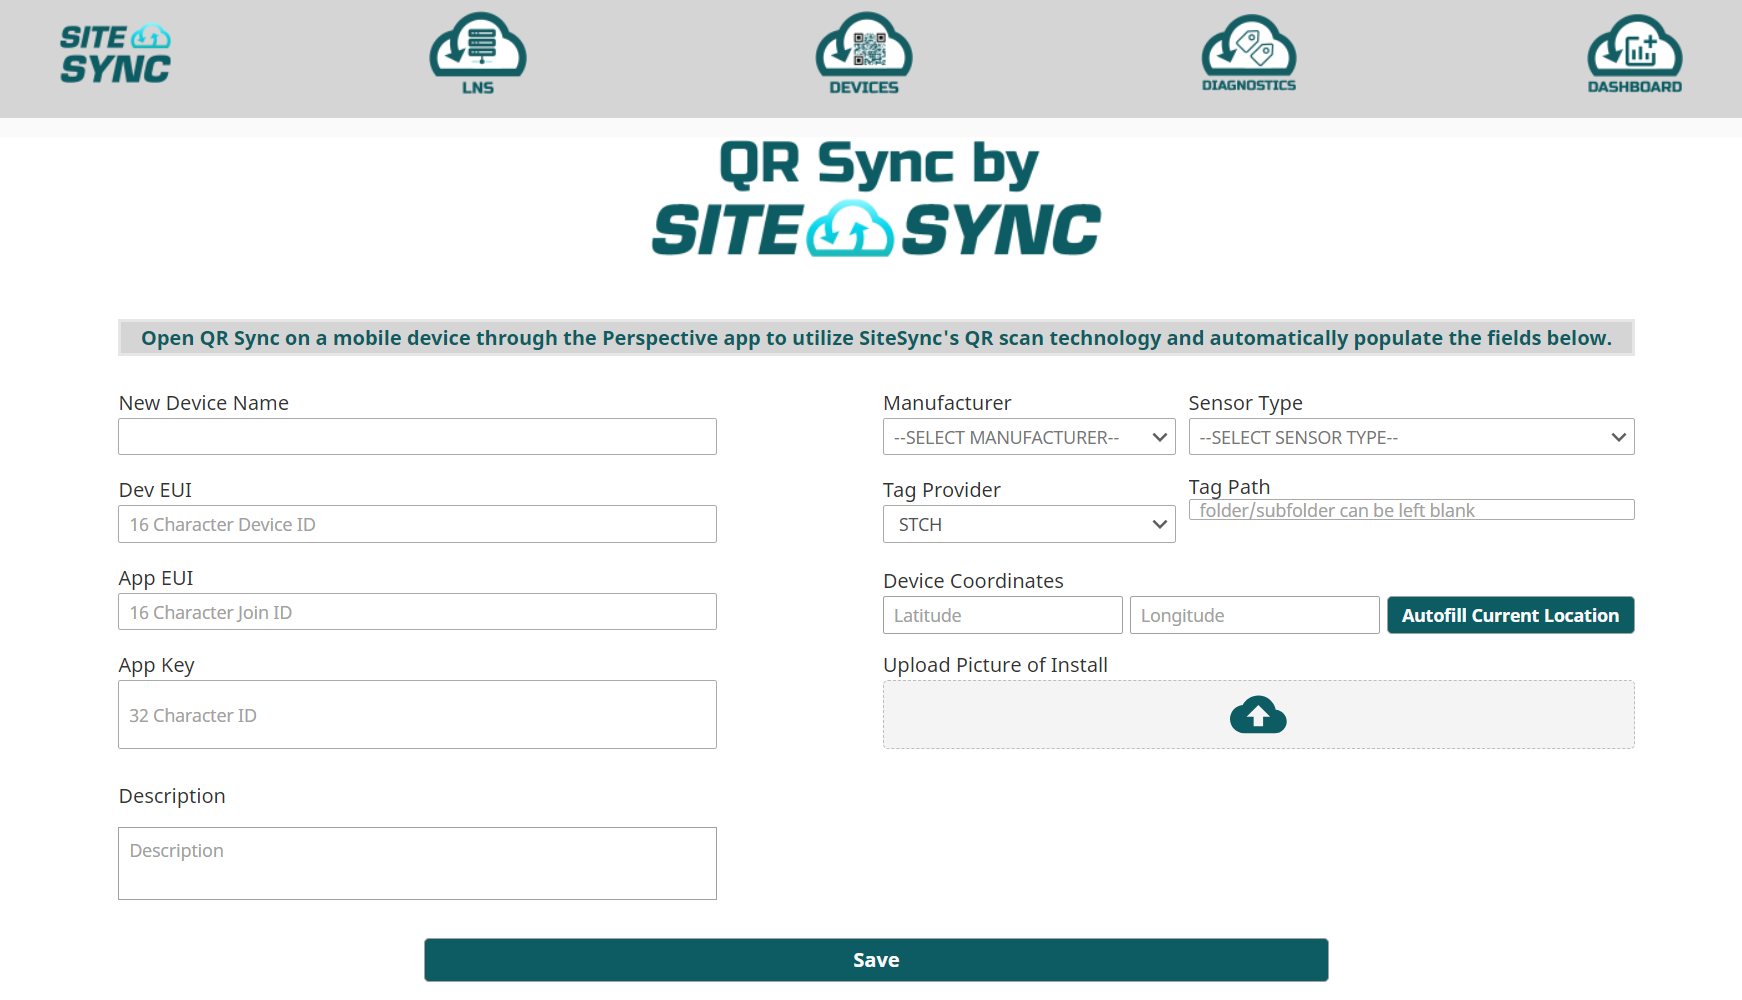 SITE
SYNC
LNS
DEVICES
DIAGNOSTICS
DASHBOARD
QR Sync by
SITE SYNC
Open QR Sync on a mobile device through the Perspective app to utilize SiteSync's QR scan technology and automatically populate the fields below.
New Device Name
Manufacturer
Sensor Type
--SELECT MANUFACTURER--
--SELECT SENSOR TYPE--
Dev EUI
Tag Provider
Tag Path
16 Character Device ID
STCH
folder/subfolder can be left blank
App EUI
Device Coordinates
16 Character Join ID
Latitude
Longitude
Autofill Current Location
App Key
Upload Picture of Install
32 Character ID
Description
Description
Save